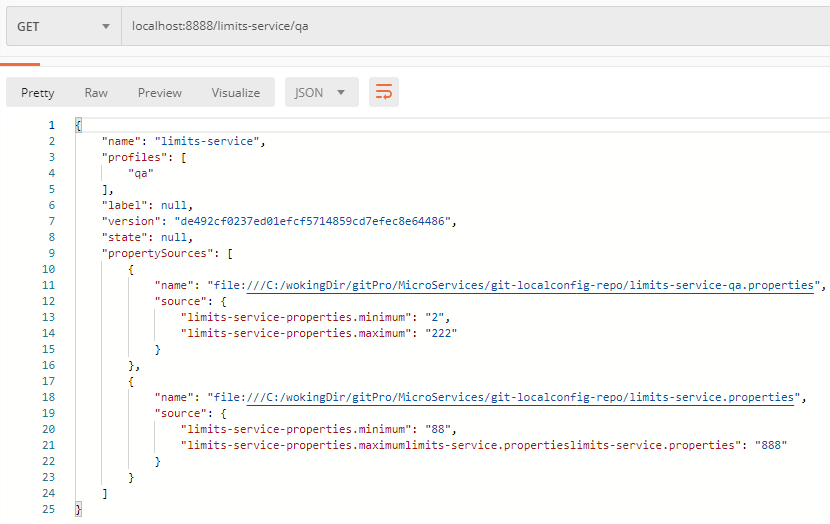 GET localhost:8888/limits-service/qa
Pretty Raw Preview Visualize JSON
1 {
2 "name": "limits-service",
3 "profiles": [
4 "qa"
5 ],
6 "label": null,
7 "version": "de492cf0237ed01efcf5714859cd7efec8e64486",
8 "state": null,
9 "propertySources": [
10 {
11 "name": "file:///C:/wokingDir/gitPro/MicroServices/git-localconfig-repo/limits-service-qa.properties",
12 "source": {
13 "limits-service-properties.minimum": "2",
14 "limits-service-properties.maximum": "222"
15 }
16 },
17 {
18 "name": "file:///C:/wokingDir/gitPro/MicroServices/git-localconfig-repo/limits-service.properties",
19 "source": {
20 "limits-service-properties.minimum": "88",
21 "limits-service-properties.maximumlimits-service.propertieslimits-service.properties": "888"
22 }
23 }
24 ]
25 }